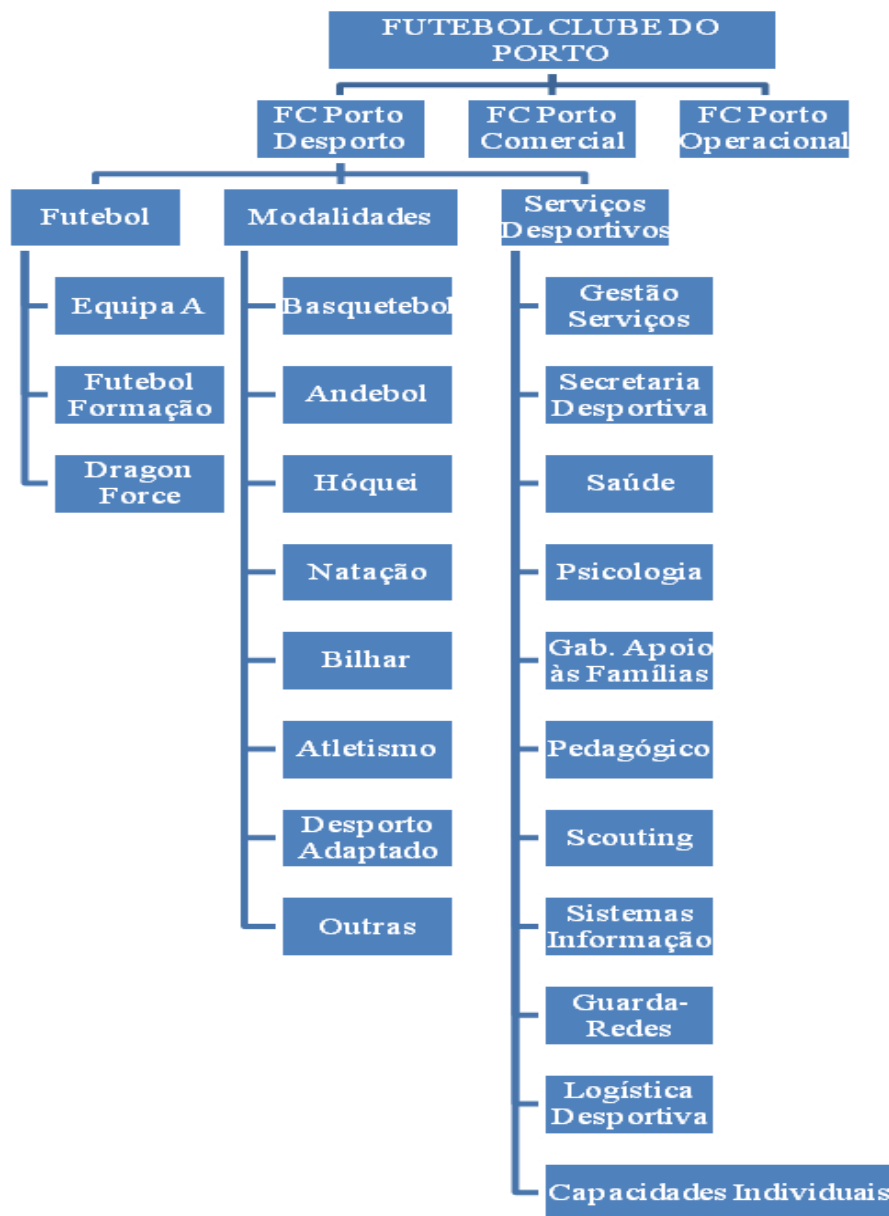 FUTEBOL CLUBE DO
PORTO
FC Porto
Desporto
FC Porto
Comercial
FC Porto
Operacional
Futebol
Modalidades
Serviços
Desportivos
Equipa A
Futebol
Formação
Dragon
Force
Basquetebol
Andebol
Hóquei
Natação
Bilhar
Atletismo
Desporto
Adaptado
Outras
Gestão
Serviços
Secretaria
Desportiva
Saúde
Psicologia
Gab. Apoio
às Famílias
Pedagógico
Scouting
Sistemas
Informação
Guarda-
Redes
Logística
Desportiva
Capacidades Individuais